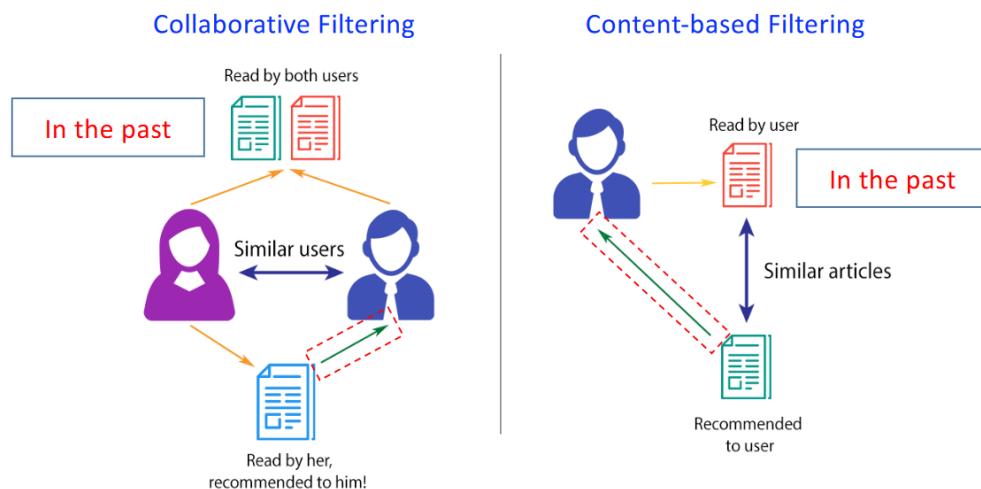 Collaborative Filtering
Read by both users
In the past
Similar users
Read by her,
recommended to him!
Content-based Filtering
Read by user
In the past
Similar articles
Recommended
to user